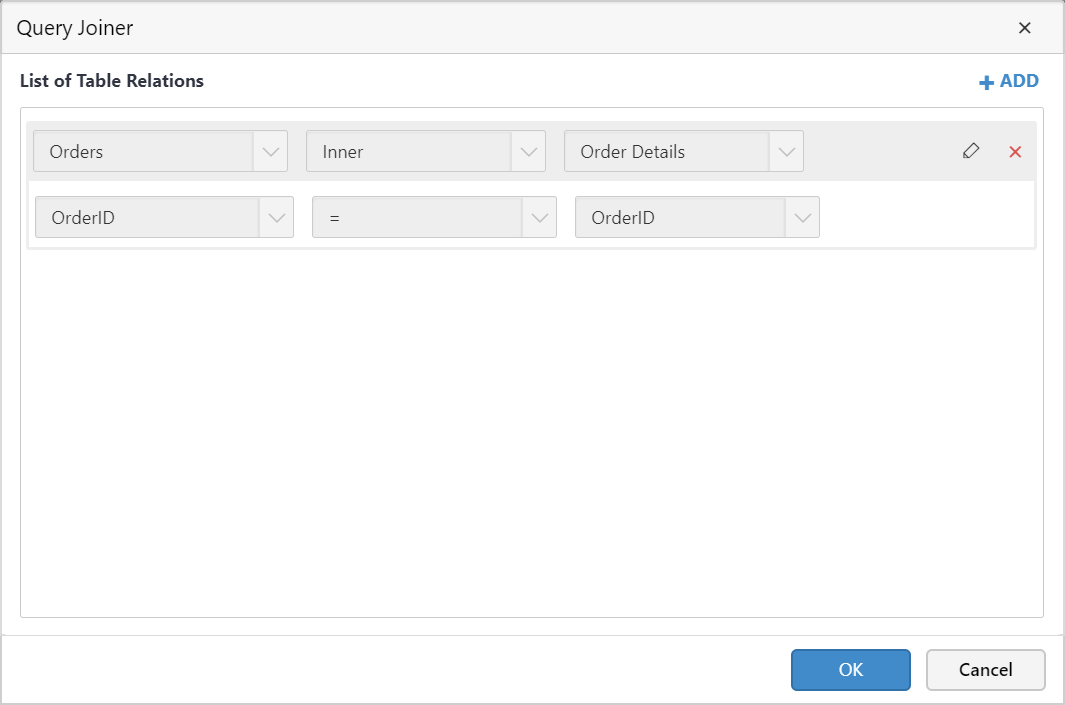 Query Joiner
List of Table Relations
ADD
Orders Inner Order Details
OrderID = OrderID
OK Cancel